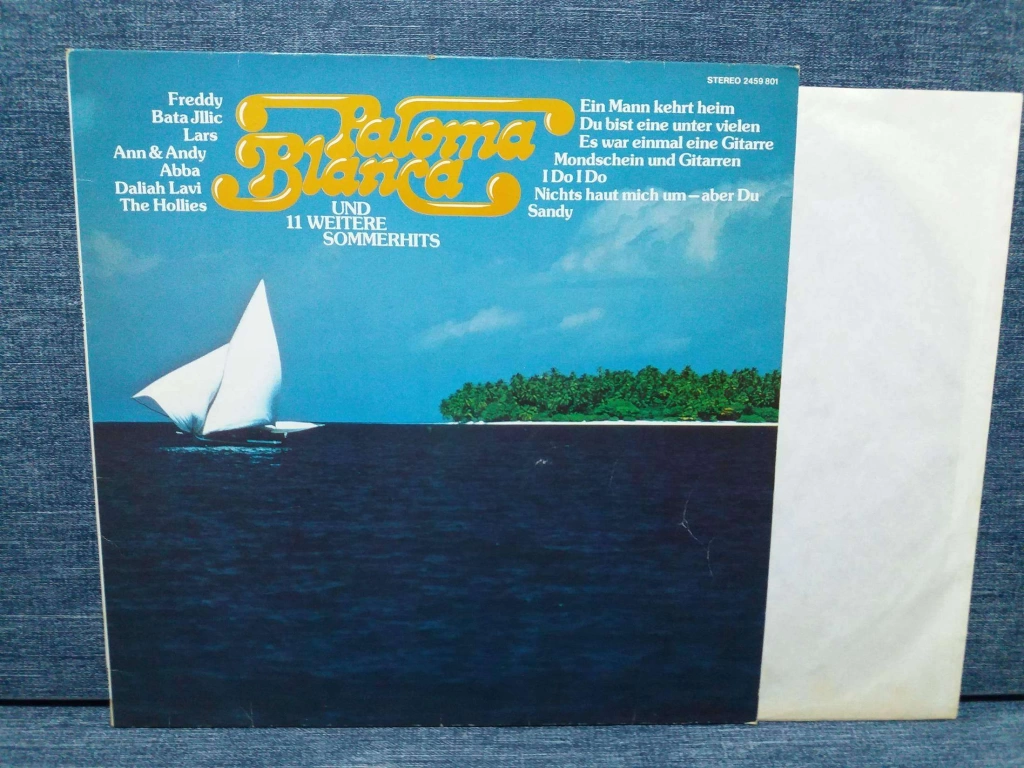 STEREO 2459 801
Freddy
Bata Jllic
Lars
Ann & Andy
Abba
Daliah Lavi
The Hollies
Paloma
Blanca
UND
11 WEITERE
SOMMERHITS
Ein Mann kehrt heim
Du bist eine unter vielen
Es war einmal eine Gitarre
Mondschein und Gitarren
I Do I Do
Nichts haut mich um – aber Du
Sandy